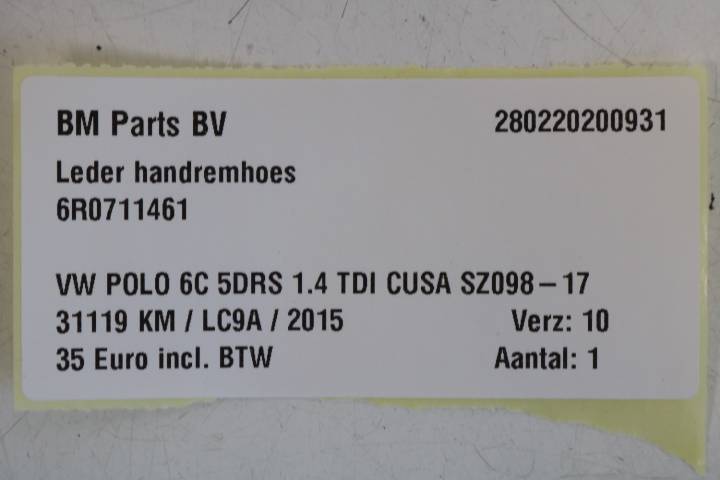 BM Parts BV 280220200931
Leder handremhoes
6R0711461
VW POLO 6C 5DRS 1.4 TDI CUSA SZ098 – 17
31119 KM / LC9A / 2015 Verz: 10
35 Euro incl. BTW Aantal: 1